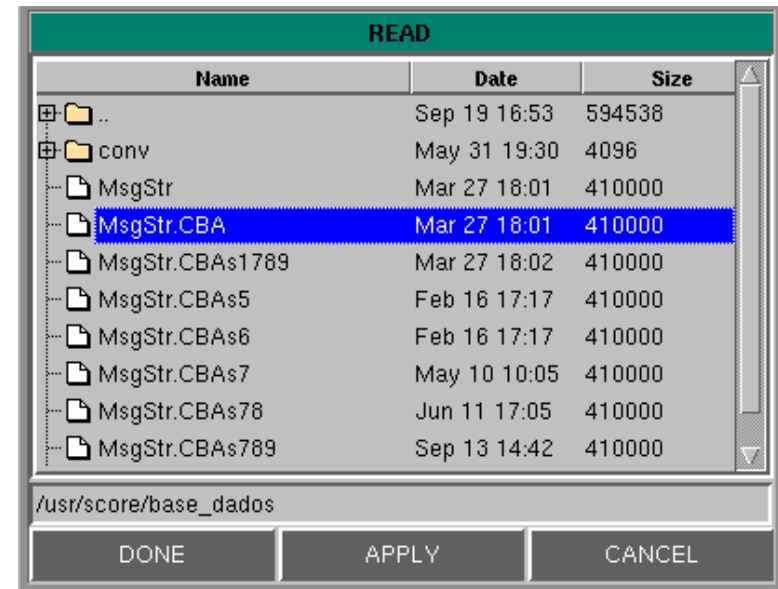 READ
Name Date Size
.. Sep 19 16:53 594538
conv May 31 19:30 4096
MsgStr Mar 27 18:01 410000
MsgStr.CBA Mar 27 18:01 410000
MsgStr.CBAs1789 Mar 27 18:02 410000
MsgStr.CBAs5 Feb 16 17:17 410000
MsgStr.CBAs6 Feb 16 17:17 410000
MsgStr.CBAs7 May 10 10:05 410000
MsgStr.CBAs78 Jun 11 17:05 410000
MsgStr.CBAs789 Sep 13 14:42 410000
/usr/score/base_dados
DONE APPLY CANCEL